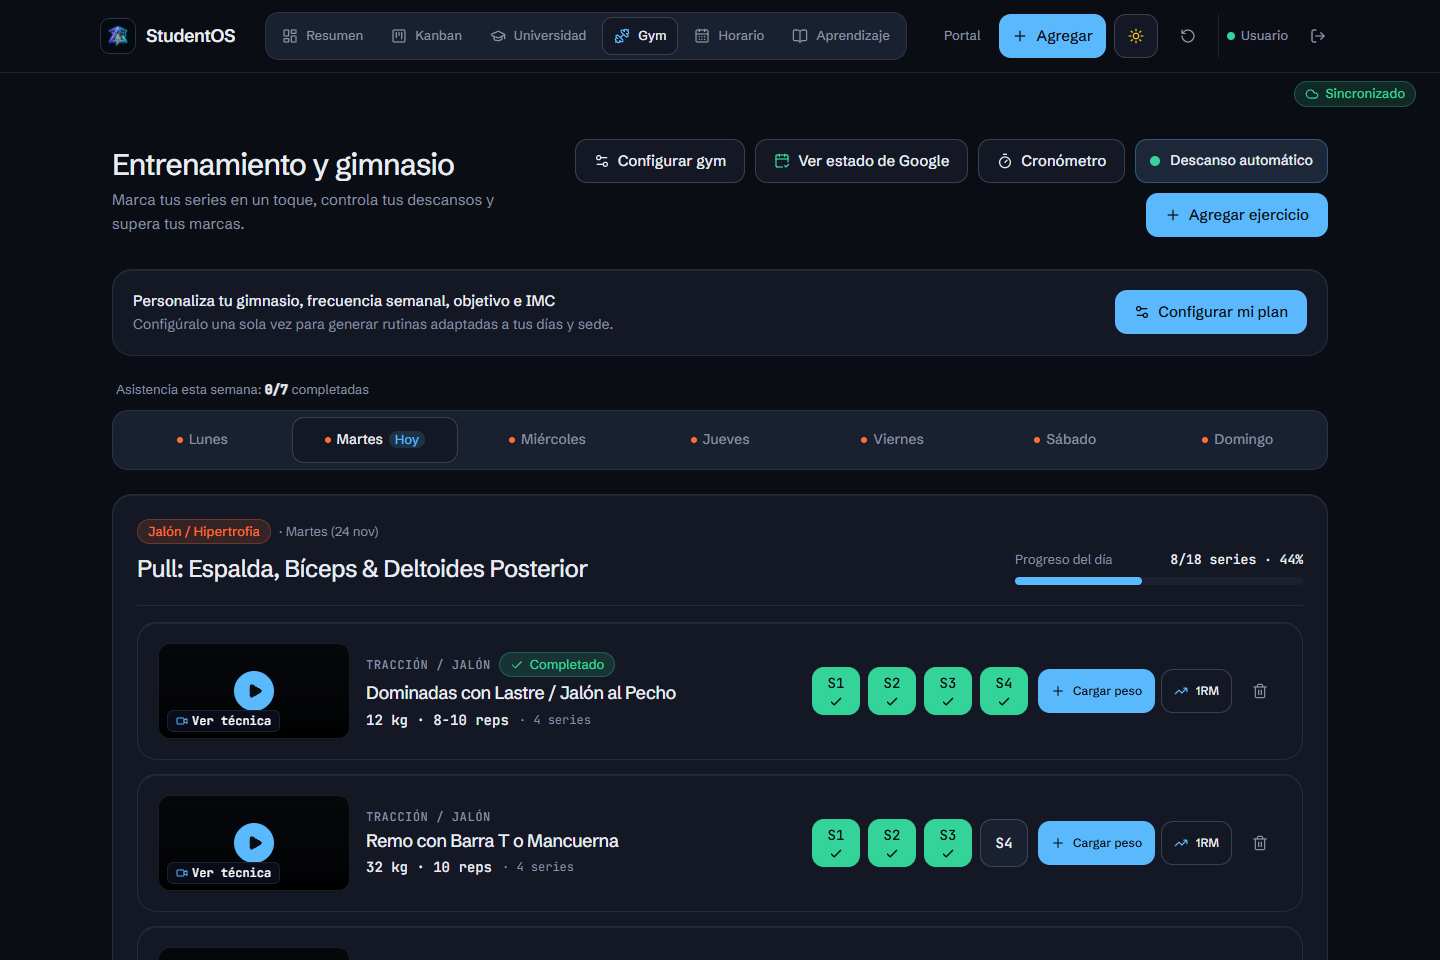 StudentOS
Resumen
Kanban
Universidad
Gym
Horario
Aprendizaje
Portal
Agregar
Usuario
Sincronizado
Entrenamiento y gimnasio
Marca tus series en un toque, controla tus descansos y
supera tus marcas.
Configurar gym
Ver estado de Google
Cronómetro
Descanso automático
Agregar ejercicio
Personaliza tu gimnasio, frecuencia semanal, objetivo e IMC
Configúralo una sola vez para generar rutinas adaptadas a tus días y sede.
Configurar mi plan
Asistencia esta semana: 0/7 completadas
Lunes
Martes Hoy
Miércoles
Jueves
Viernes
Sábado
Domingo
Jalón / Hipertrofia · Martes (24 nov)
Pull: Espalda, Bíceps & Deltoides Posterior
Progreso del día 8/18 series · 44%
Ver técnica
TRACCIÓN / JALÓN Completado
Dominadas con Lastre / Jalón al Pecho
12 kg · 8-10 reps · 4 series
S1
S2
S3
S4
Cargar peso
1RM
Ver técnica
TRACCIÓN / JALÓN
Remo con Barra T o Mancuerna
32 kg · 10 reps · 4 series
S1
S2
S3
S4
Cargar peso
1RM